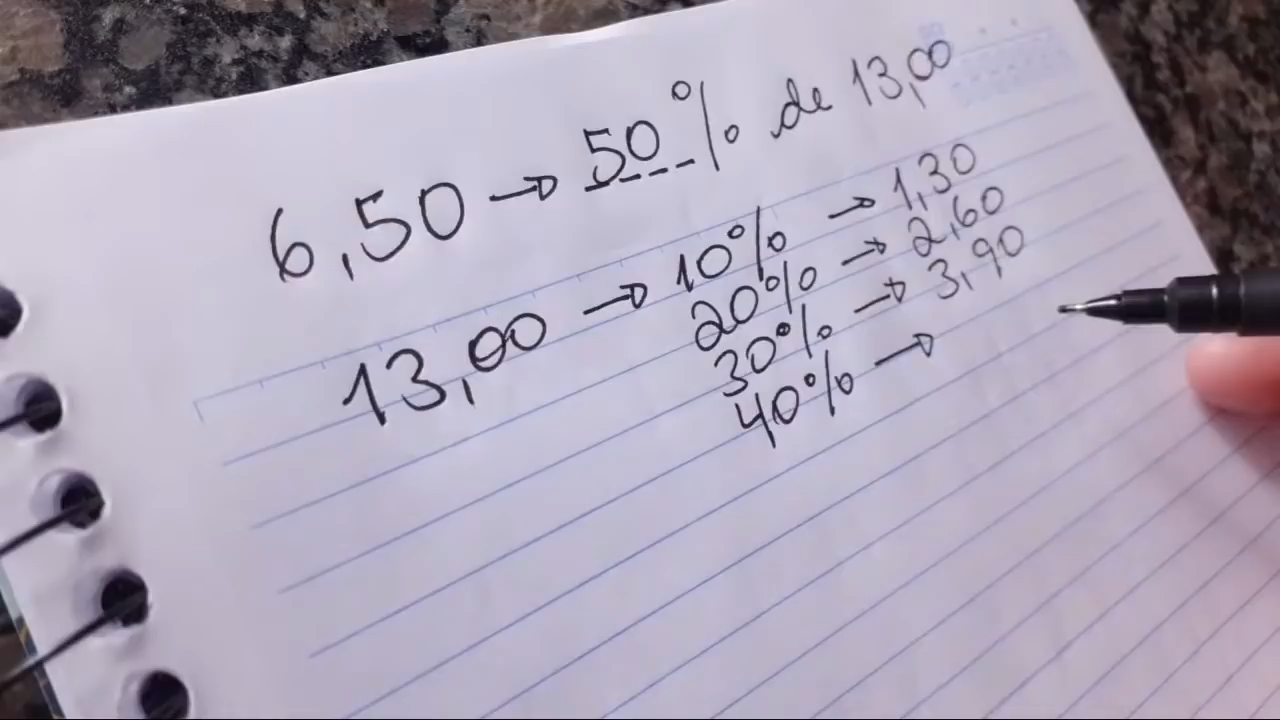 6,50 → 50% de 13,00
13,00 → 10% → 1,30
20% → 2,60
30% → 3,90
40% →